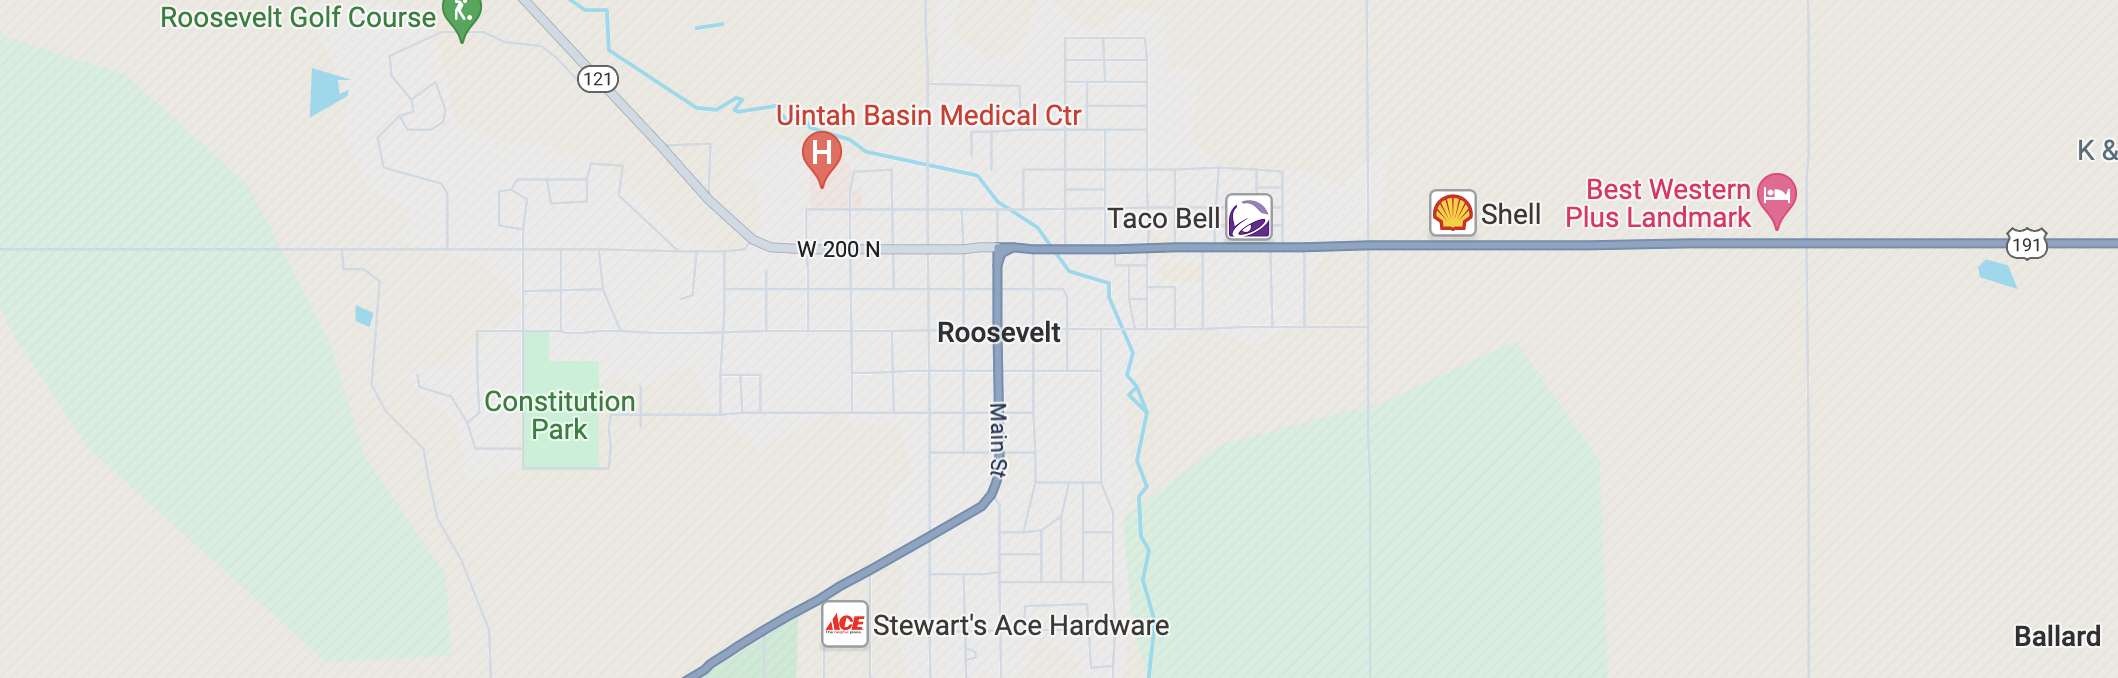 Roosevelt Golf Course
121
Uintah Basin Medical Ctr
H
K &
Best Western
Plus Landmark
Taco Bell
Shell
W 200 N
191
Roosevelt
Constitution
Park
Main St
ACE
Stewart's Ace Hardware
Ballard